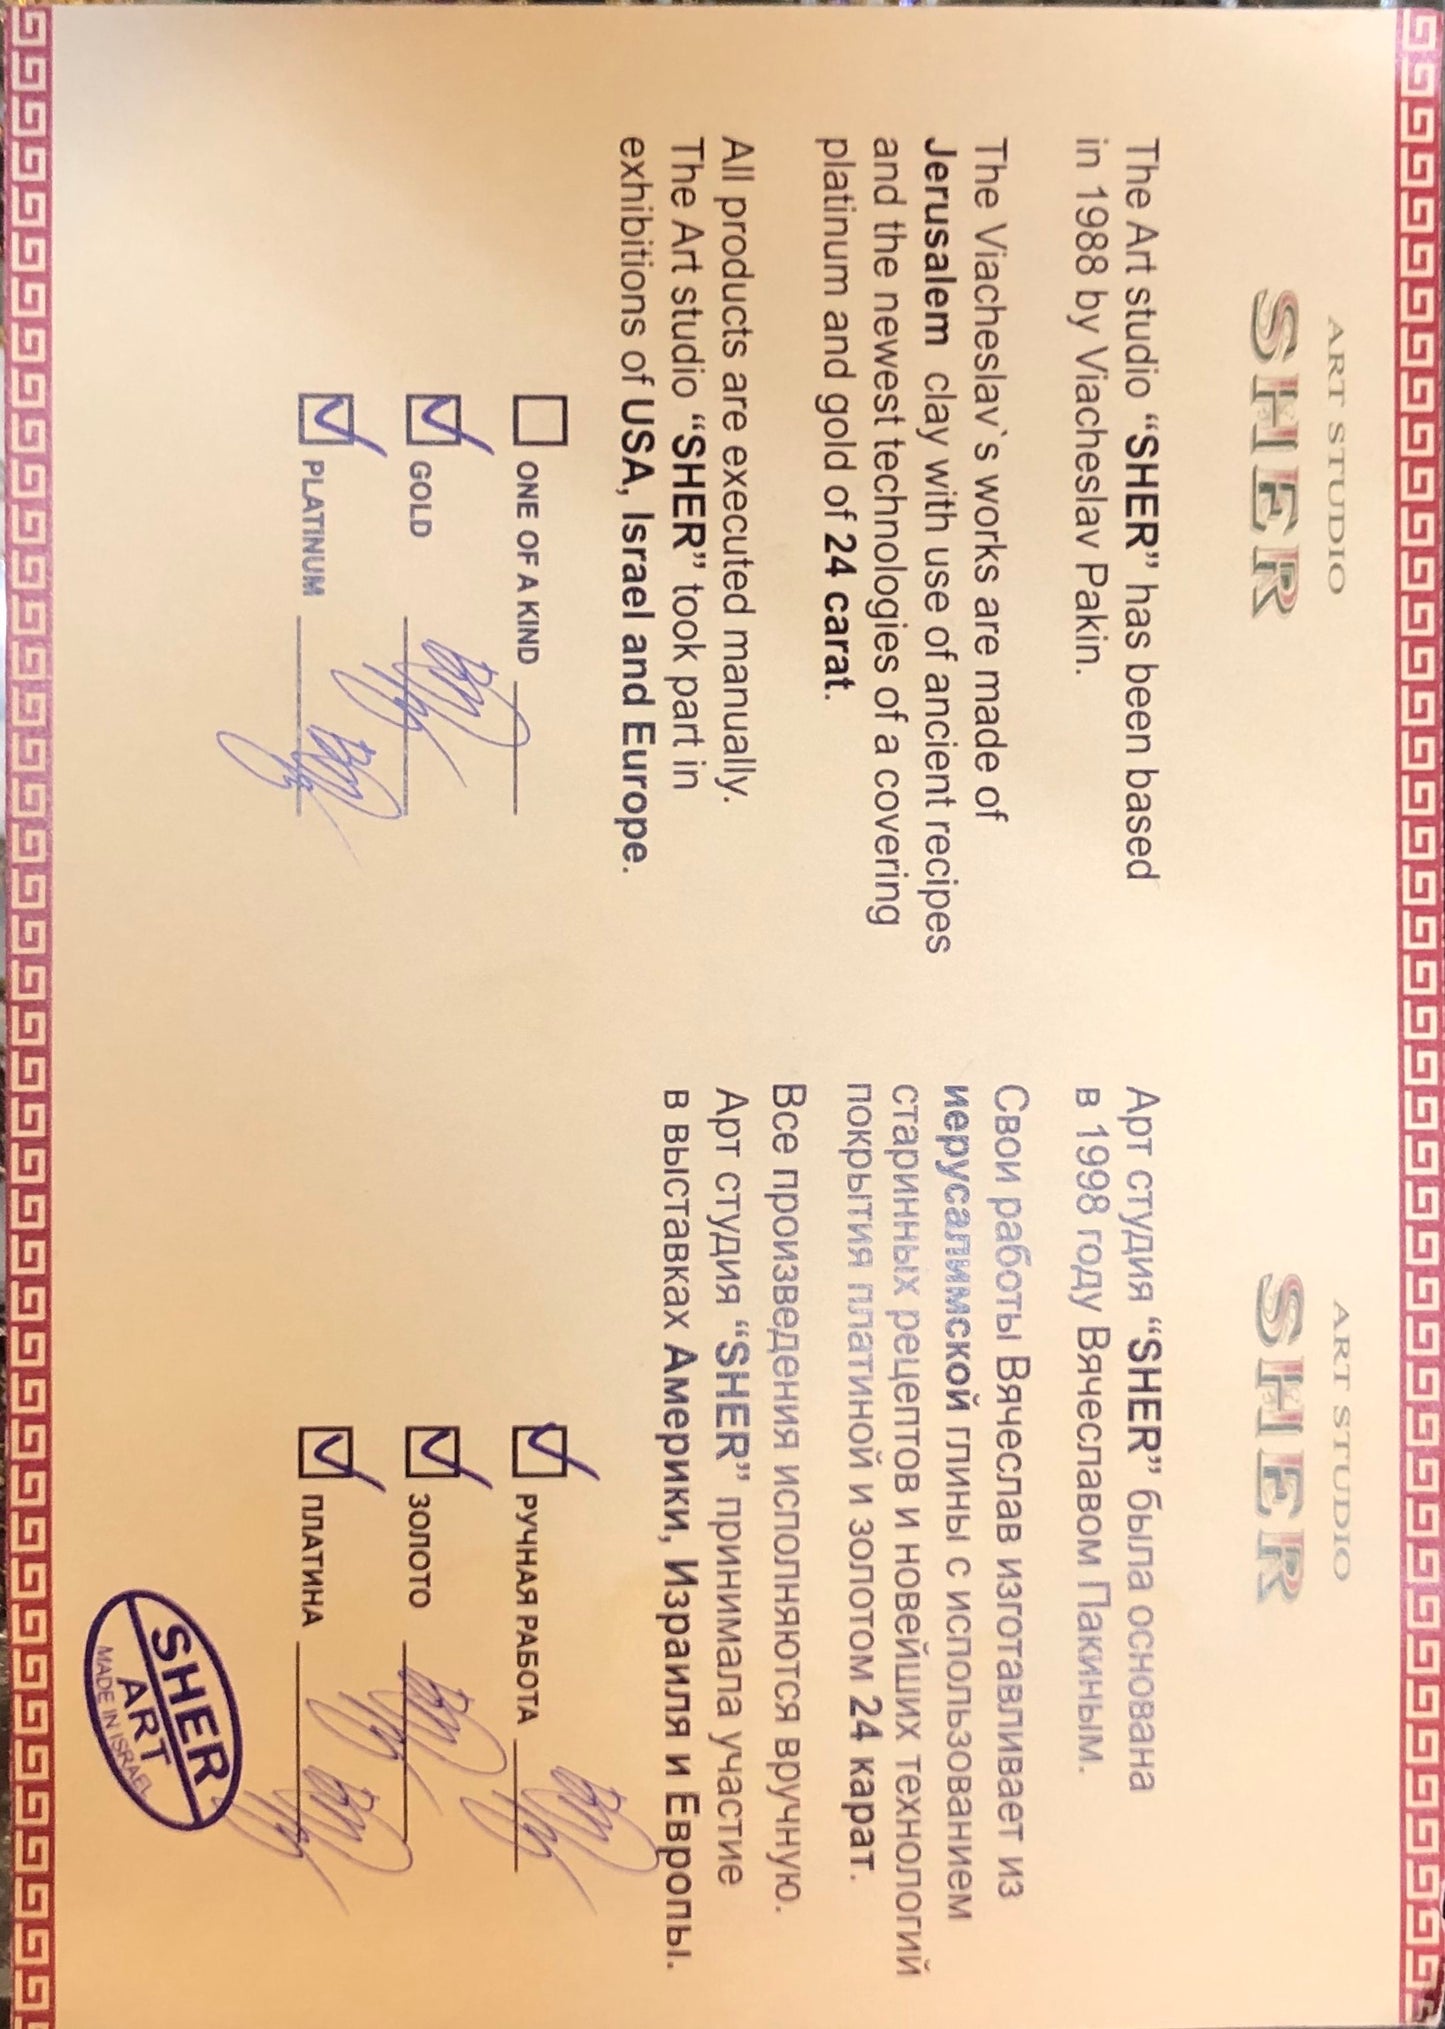 ART STUDIO
SHER
The Art studio “SHER” has been based
in 1988 by Viacheslav Pakin.
The Viacheslav`s works are made of
Jerusalem clay with use of ancient recipes
and the newest technologies of a covering
platinum and gold of 24 carat.
All products are executed manually.
The Art studio “SHER” took part in
exhibitions of USA, Israel and Europe.
ONE OF A KIND
GOLD
PLATINUM
ART STUDIO
SHER
Арт студия “SHER” была основана
в 1998 году Вячеславом Пакиным.
Свои работы Вячеслав изготавливает из
иерусалимской глины с использованием
старинных рецептов и новейших технологий
покрытия платиной и золотом 24 карат.
Все произведения исполняются вручную.
Арт студия “SHER” принимала участие
в выставках Америки, Израиля и Европы.
РУЧНАЯ РАБОТА
ЗОЛОТО
ПЛАТИНА
SHER
ART
MADE IN ISRAEL